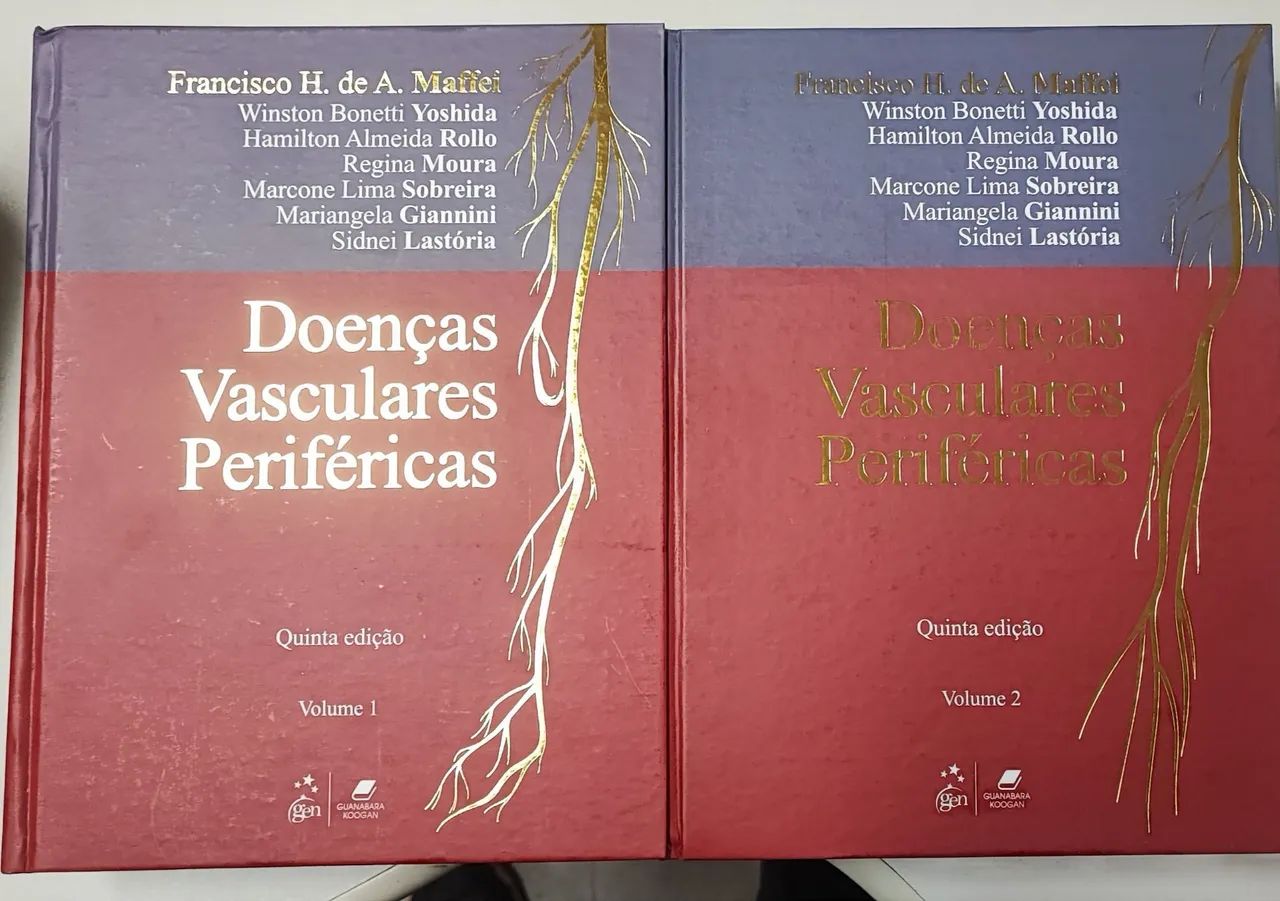 Francisco H. de A. Maffei
Winston Bonetti Yoshida
Hamilton Almeida Rollo
Regina Moura
Marcone Lima Sobreira
Mariangela Giannini
Sidnei Lastória
Doenças
Vasculares
Periféricas
Quinta edição
Volume 1
gen
GUANABARA
KOOGAN
Francisco H. de A. Maffei
Winston Bonetti Yoshida
Hamilton Almeida Rollo
Regina Moura
Marcone Lima Sobreira
Mariangela Giannini
Sidnei Lastória
Doenças
Vasculares
Periféricas
Quinta edição
Volume 2
gen
GUANABARA
KOOGAN